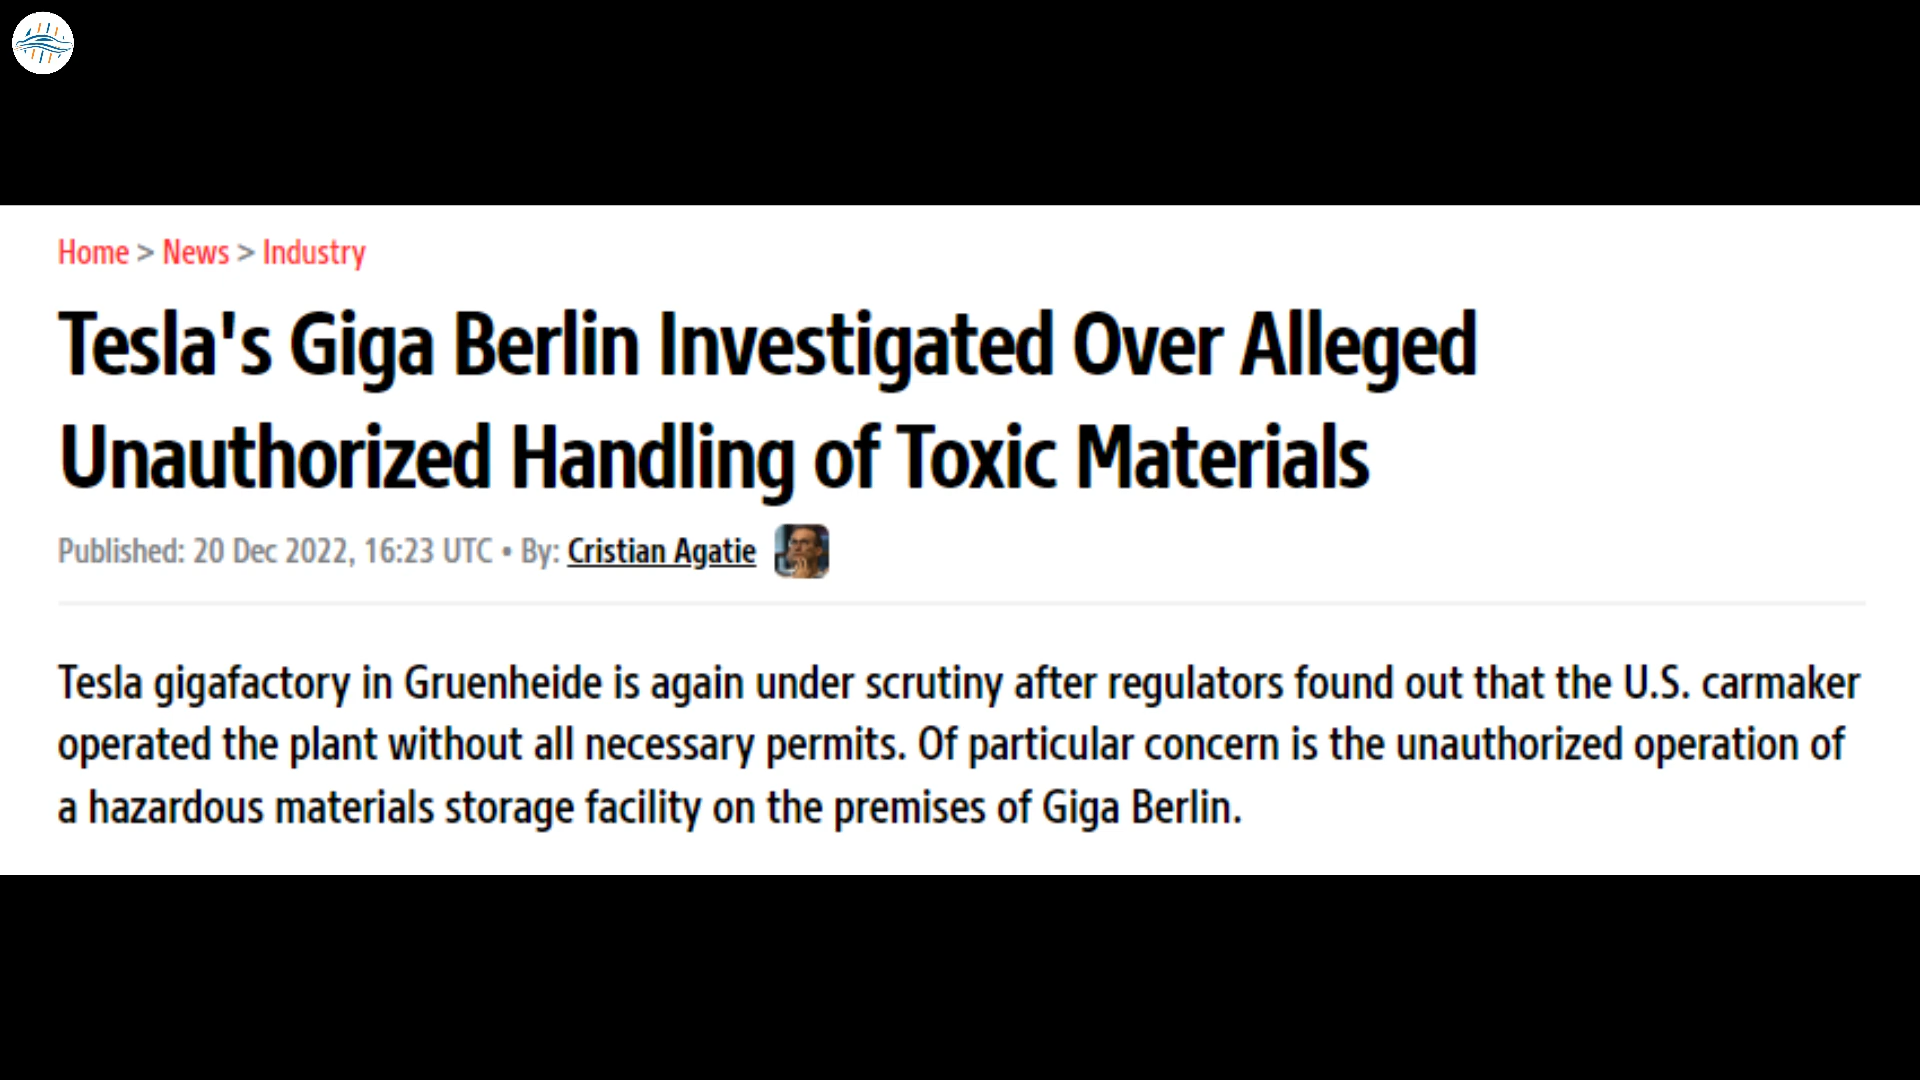 Home > News > Industry
Tesla's Giga Berlin Investigated Over Alleged
Unauthorized Handling of Toxic Materials
Published: 20 Dec 2022, 16:23 UTC • By: Cristian Agatie
Tesla gigafactory in Gruenheide is again under scrutiny after regulators found out that the U.S. carmaker
operated the plant without all necessary permits. Of particular concern is the unauthorized operation of
a hazardous materials storage facility on the premises of Giga Berlin.